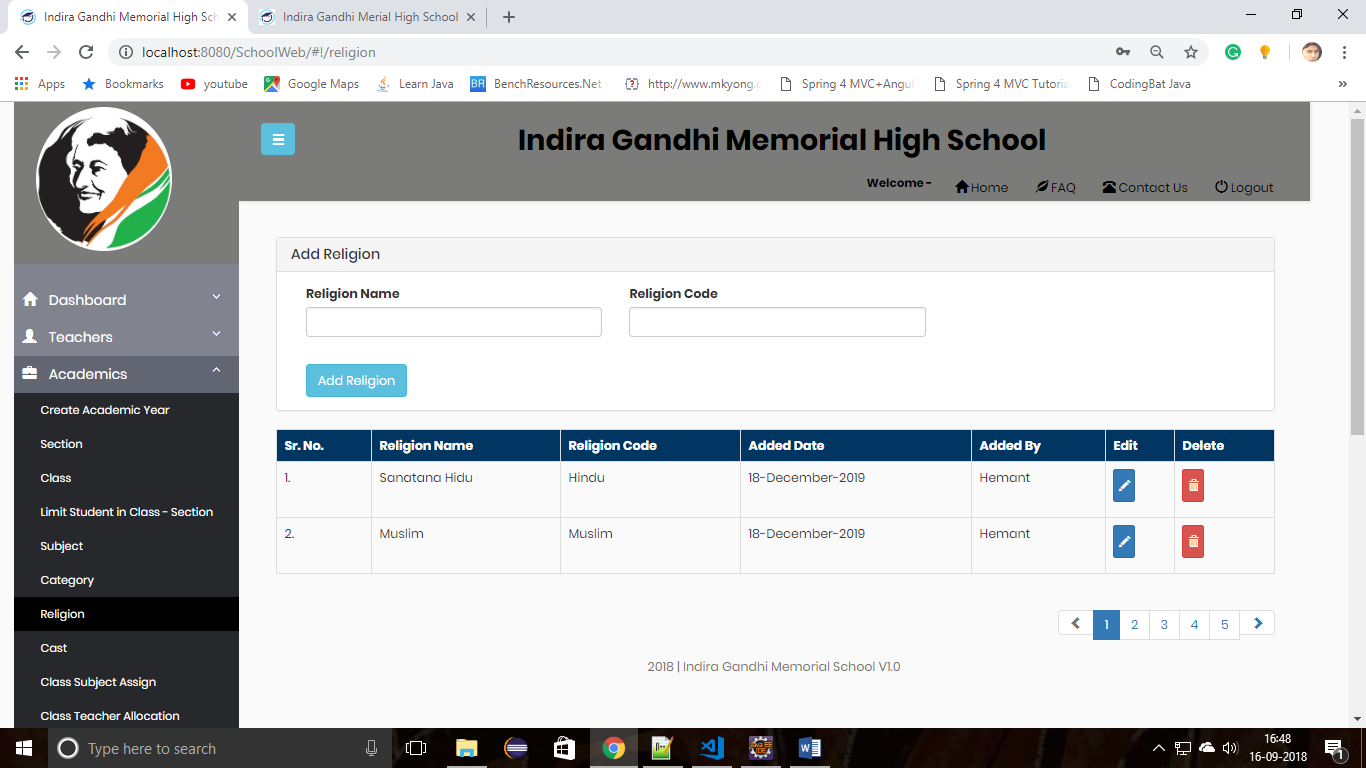 Indira Gandhi Memorial High Sch
Indira Gandhi Merial High School
localhost:8080/SchoolWeb/#!/religion
Apps Bookmarks youtube Google Maps Learn Java BR BenchResources.Net http://www.mkyong.c Spring 4 MVC+Angul Spring 4 MVC Tutoria CodingBat Java »
Indira Gandhi Memorial High School
Welcome - Home FAQ Contact Us Logout
Dashboard
Teachers
Academics
Create Academic Year
Section
Class
Limit Student in Class - Section
Subject
Category
Religion
Cast
Class Subject Assign
Class Teacher Allocation
Add Religion
Religion Name Religion Code
Add Religion
Sr. No. Religion Name Religion Code Added Date Added By Edit Delete
1. Sanatana Hidu Hindu 18-December-2019 Hemant
2. Muslim Muslim 18-December-2019 Hemant
1 2 3 4 5
2018 | Indira Gandhi Memorial School V1.0
Type here to search
16:48
16-09-2018
1